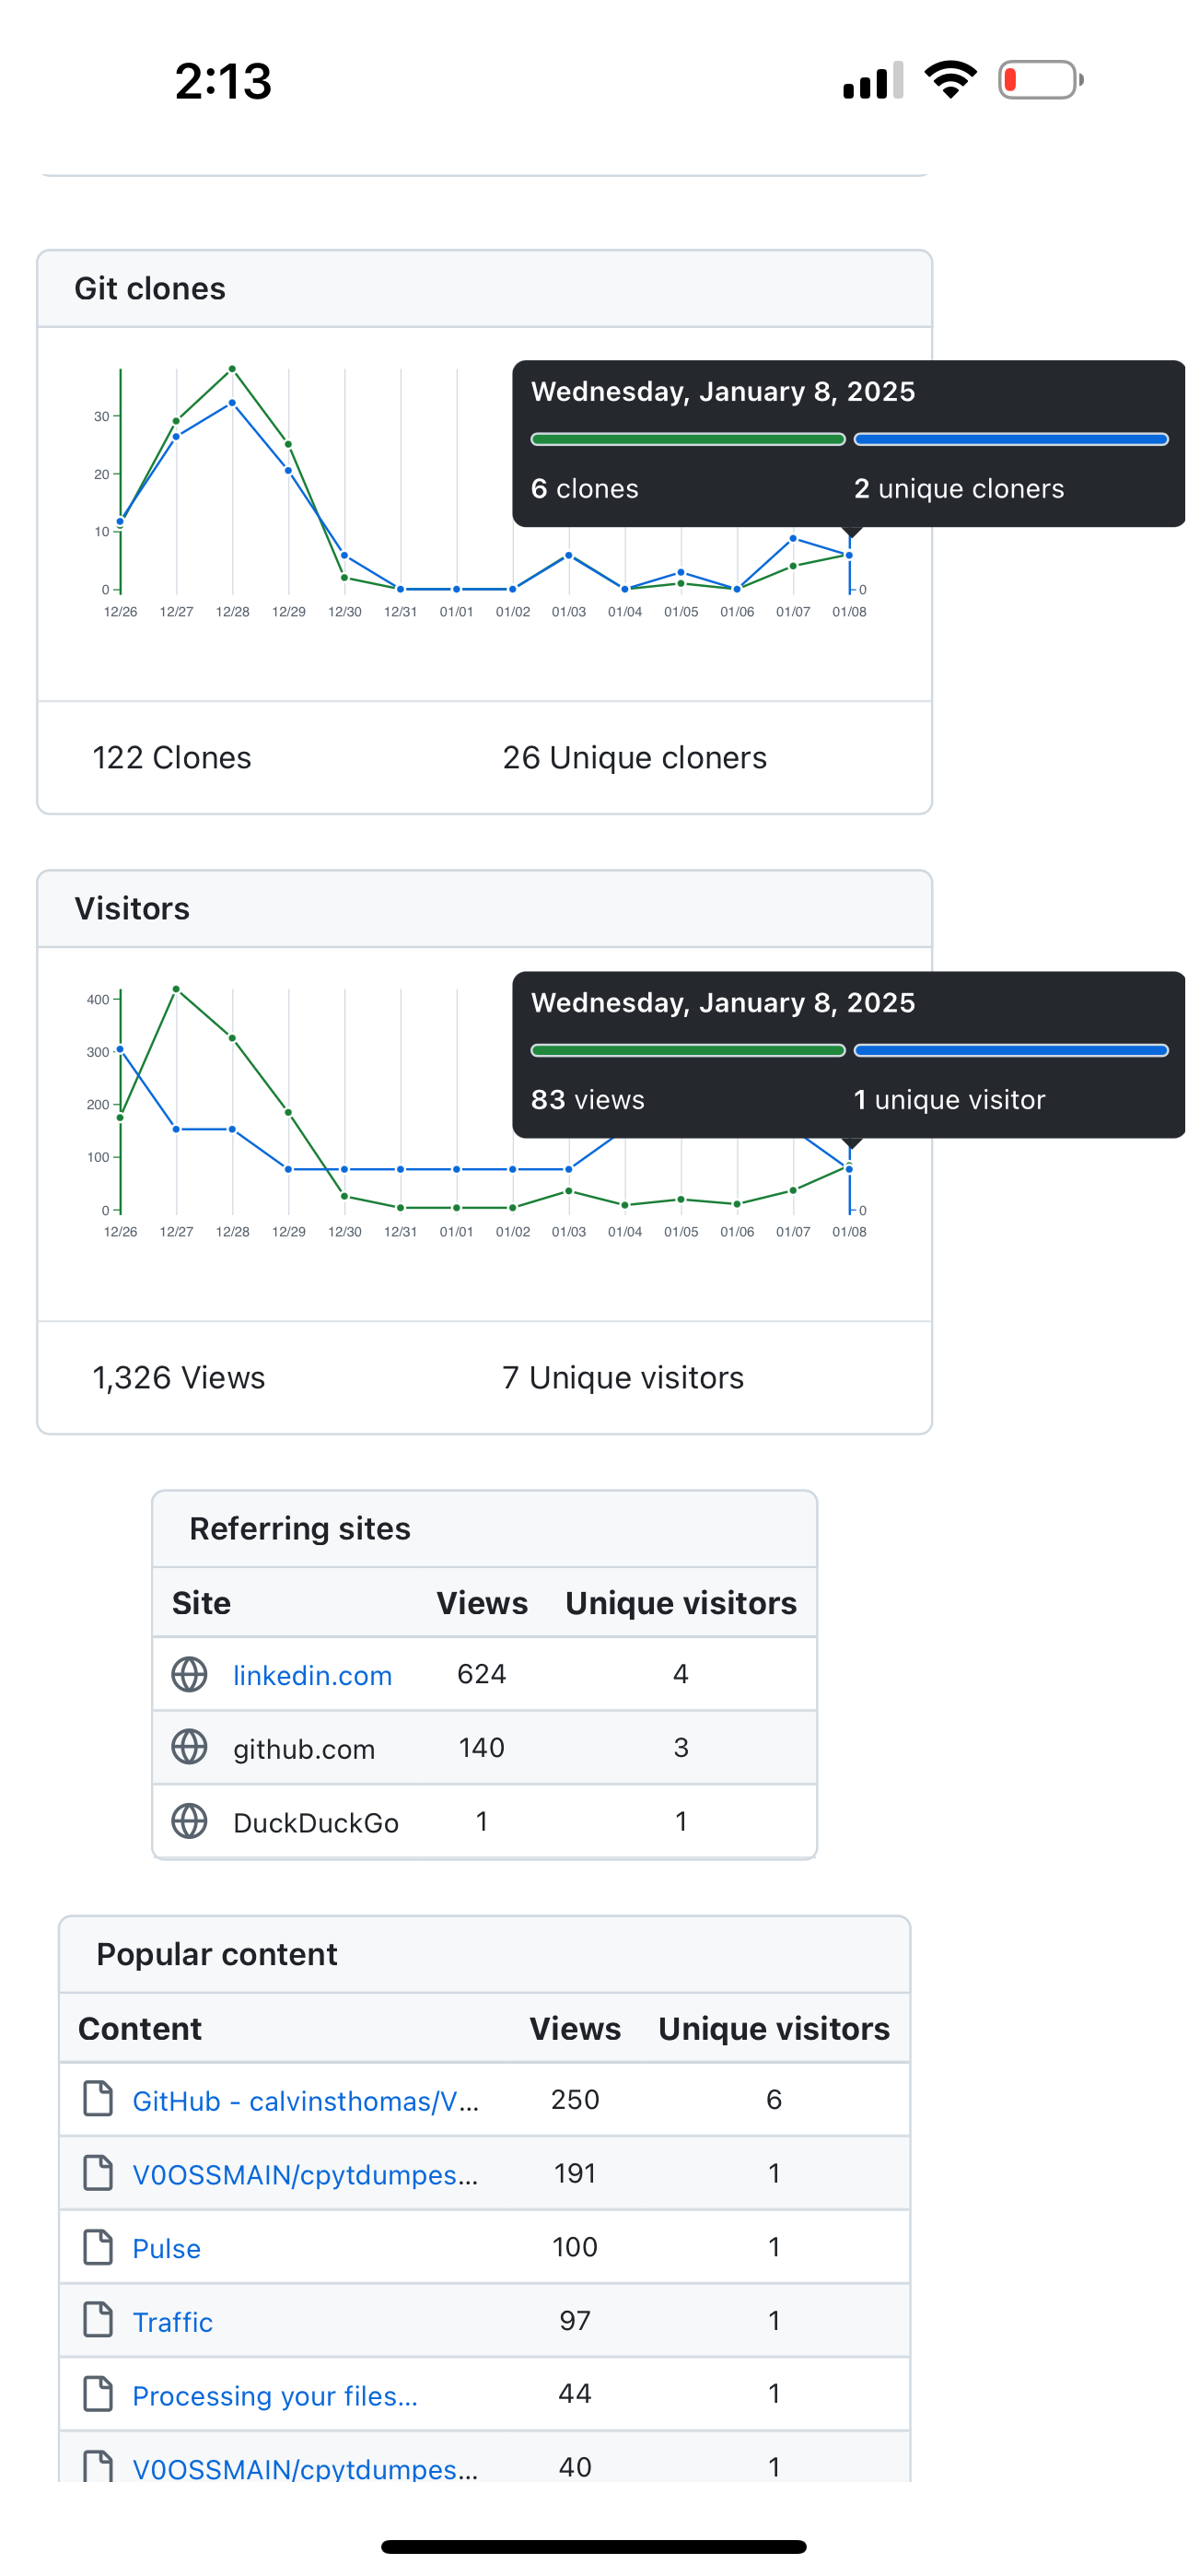 2:13
Git clones
Wednesday, January 8, 2025
6 clones 2 unique cloners
30
20
10
0 0
12/26 12/27 12/28 12/29 12/30 12/31 01/01 01/02 01/03 01/04 01/05 01/06 01/07 01/08
122 Clones 26 Unique cloners
Visitors
Wednesday, January 8, 2025
83 views 1 unique visitor
400
300
200
100
0 0
12/26 12/27 12/28 12/29 12/30 12/31 01/01 01/02 01/03 01/04 01/05 01/06 01/07 01/08
1,326 Views 7 Unique visitors
Referring sites
Site Views Unique visitors
linkedin.com 624 4
github.com 140 3
DuckDuckGo 1 1
Popular content
Content Views Unique visitors
GitHub - calvinsthomas/V... 250 6
V0OSSMAIN/cpytdumpes... 191 1
Pulse 100 1
Traffic 97 1
Processing your files... 44 1
V0OSSMAIN/cpytdumpes... 40 1